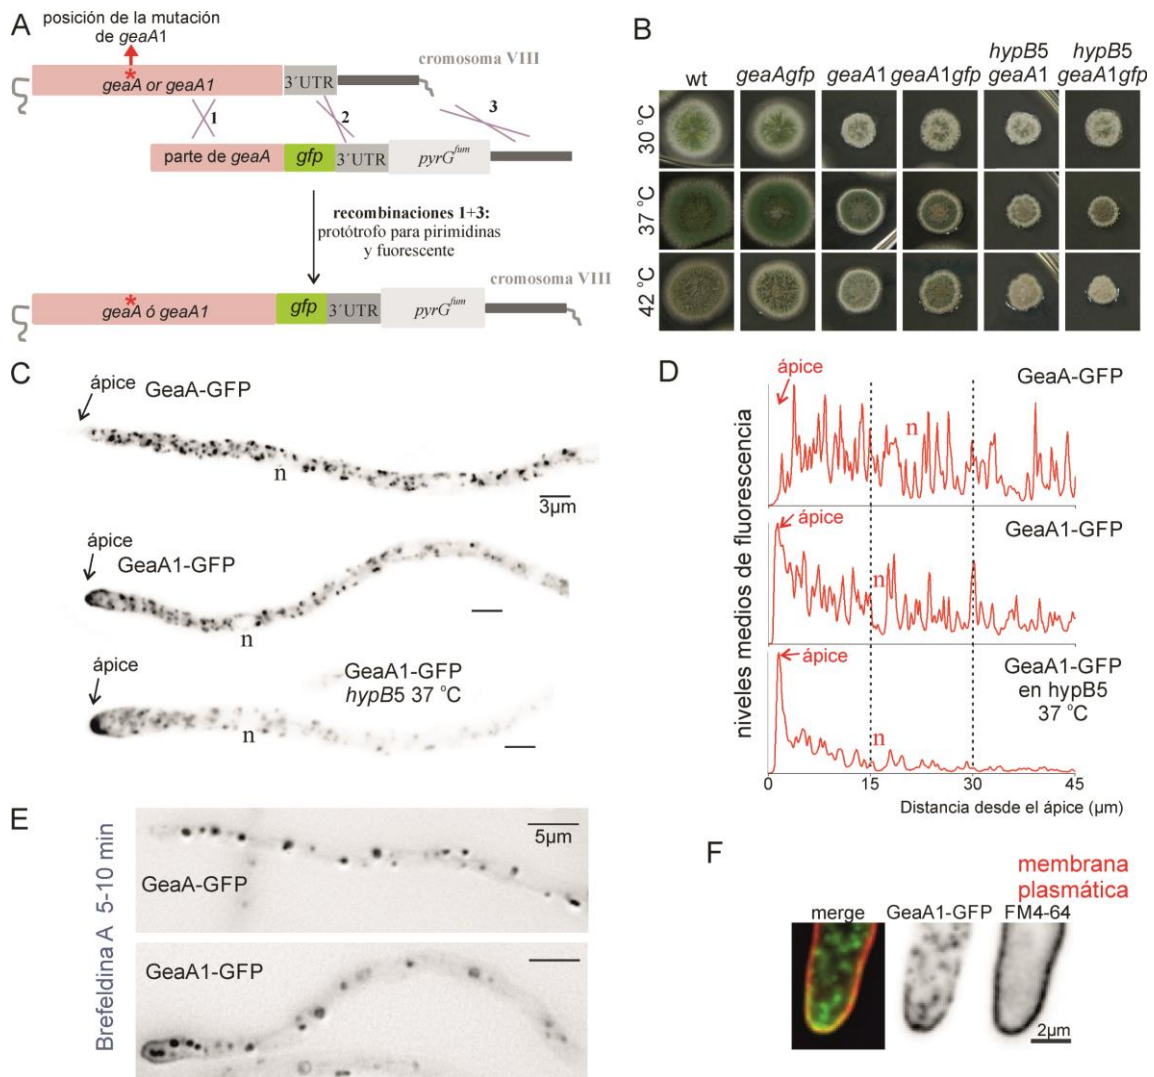 A
posición de la mutación
de geaA1
cromosoma VIII
*
geaA or geaA1
3´UTR
1
2
3
parte de geaA
gfp
3´UTR
pyrG^fum
recombinaciones 1+3:
protótrofo para pirimidinas
y fluorescente
cromosoma VIII
*
geaA ó geaA1
gfp
3´UTR
pyrG^fum
B
wt
geaAgfp
geaA1
geaA1gfp
hypB5
geaA1
hypB5
geaA1gfp
30 °C
37 °C
42 °C
C
ápice
GeaA-GFP
n
3µm
ápice
GeaA1-GFP
n
ápice
GeaA1-GFP
hypB5 37 °C
n
D
niveles medios de fluorescencia
ápice
GeaA-GFP
n
ápice
GeaA1-GFP
n
ápice
GeaA1-GFP
en hypB5
37 °C
n
0
15
30
45
Distancia desde el ápice (µm)
E
Brefeldina A 5-10 min
5µm
GeaA-GFP
GeaA1-GFP
F
membrana
plasmática
merge
GeaA1-GFP
FM4-64
2µm